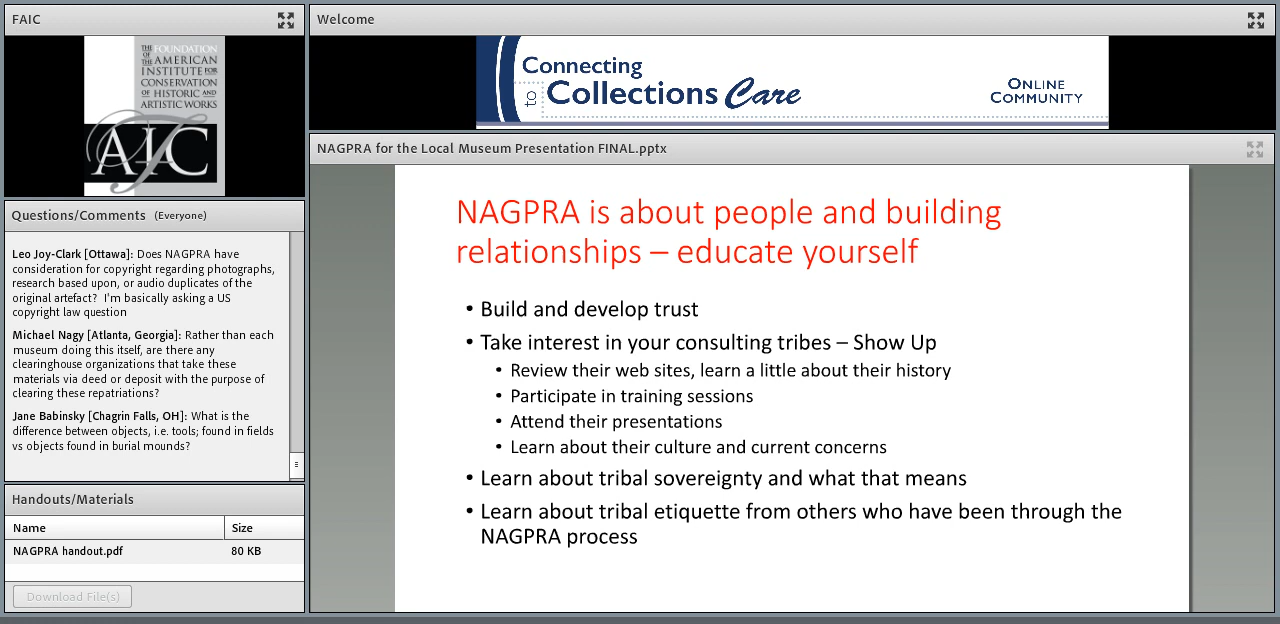 FAIC
THE FOUNDATION
OF THE AMERICAN
INSTITUTE FOR
CONSERVATION
OF HISTORIC AND
ARTISTIC WORKS
AIC
Questions/Comments (Everyone)
Leo Joy-Clark [Ottawa]: Does NAGPRA have
consideration for copyright regarding photographs,
research based upon, or audio duplicates of the
original artefact? I'm basically asking a US
copyright law question
Michael Nagy [Atlanta, Georgia]: Rather than each
museum doing this itself, are there any
clearinghouse organizations that take these
materials via deed or deposit with the purpose of
clearing these repatriations?
Jane Babinsky [Chagrin Falls, OH]: What is the
difference between objects, i.e. tools; found in fields
vs objects found in burial mounds?
Handouts/Materials
Name Size
NAGPRA handout.pdf 80 KB
Download File(s)
Welcome
Connecting
to Collections Care
ONLINE
COMMUNITY
NAGPRA for the Local Museum Presentation FINAL.pptx
NAGPRA is about people and building
relationships – educate yourself
• Build and develop trust
• Take interest in your consulting tribes – Show Up
• Review their web sites, learn a little about their history
• Participate in training sessions
• Attend their presentations
• Learn about their culture and current concerns
• Learn about tribal sovereignty and what that means
• Learn about tribal etiquette from others who have been through the
NAGPRA process